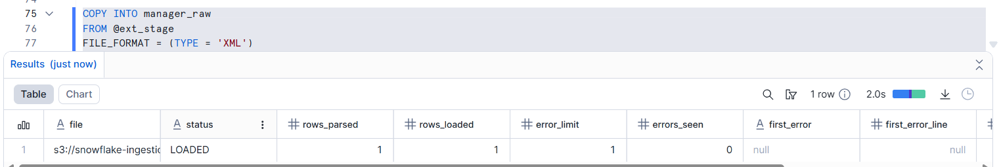 74
75 COPY INTO manager_raw
76 FROM @ext_stage
77 FILE_FORMAT = (TYPE = 'XML')
Results (just now)
Table Chart 1 row 2.0s
file status rows_parsed rows_loaded error_limit errors_seen first_error first_error_line
1 s3://snowflake-ingestic LOADED 1 1 1 0 null null